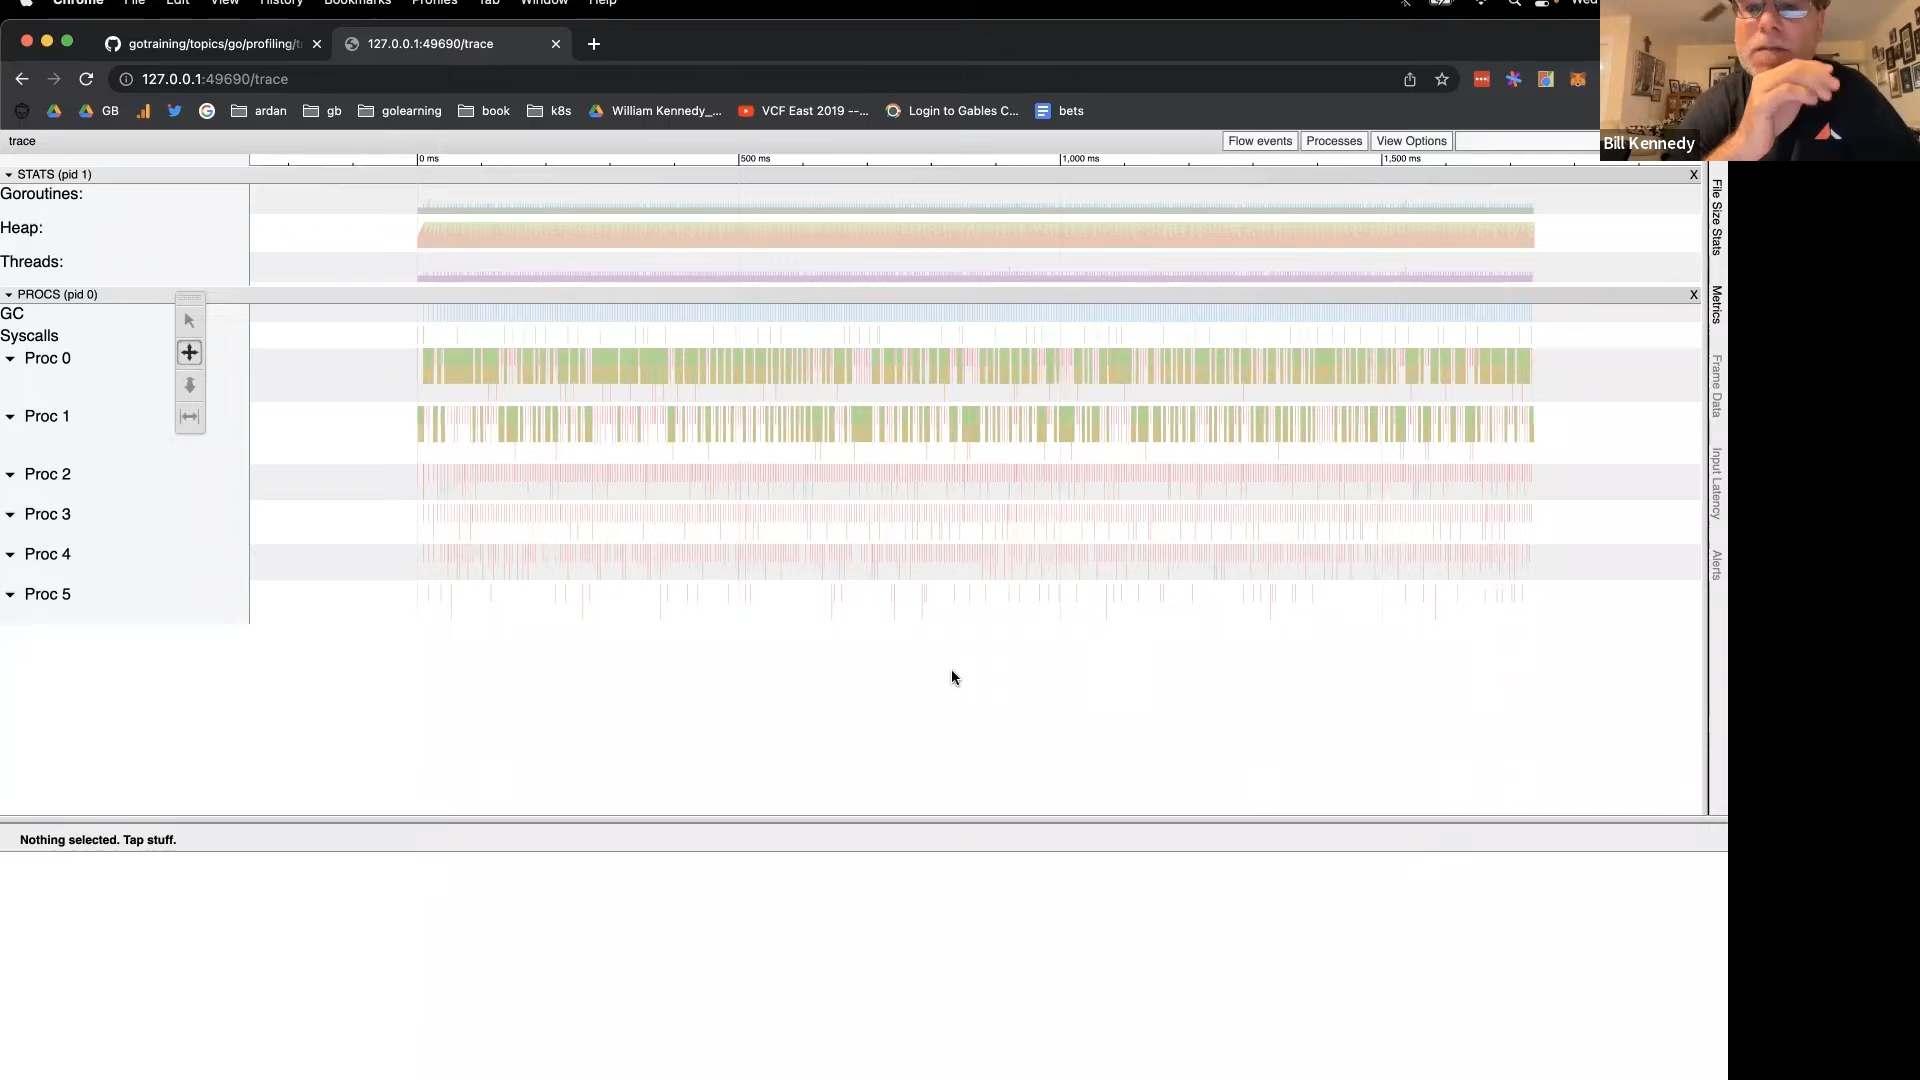 Chrome File Edit View History Bookmarks Profiles Tab Window Help Wed
gotraining/topics/go/profiling/t
127.0.0.1:49690/trace
127.0.0.1:49690/trace
GB ardan gb golearning book k8s William Kennedy_... VCF East 2019 --... Login to Gables C... bets
Bill Kennedy
trace Flow events Processes View Options
0 ms 500 ms 1,000 ms 1,500 ms
STATS (pid 1) X
Goroutines:
Heap:
Threads:
PROCS (pid 0) X
GC
Syscalls
Proc 0
Proc 1
Proc 2
Proc 3
Proc 4
Proc 5
File Size Stats
Metrics
Frame Data
Input Latency
Alerts
Nothing selected. Tap stuff.